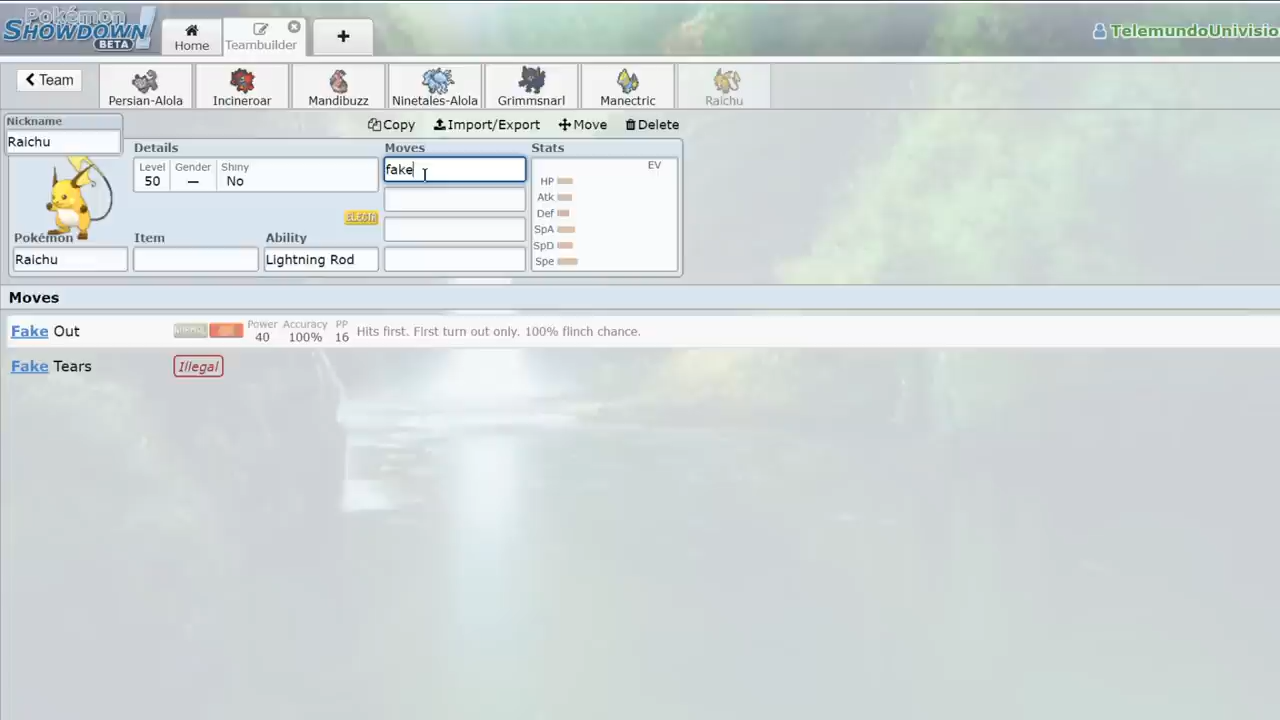 Pokémon
SHOWDOWN!
BETA
Home
Teambuilder
+
TelemundoUnivisio
Team
Persian-Alola
Incineroar
Mandibuzz
Ninetales-Alola
Grimmsnarl
Manectric
Raichu
Copy
Import/Export
Move
Delete
Nickname
Raichu
Details
Level
50
Gender
—
Shiny
No
ELECTR
Pokémon
Raichu
Item
Ability
Lightning Rod
Moves
fake
Stats
EV
HP
Atk
Def
SpA
SpD
Spe
Moves
Fake Out
NORMAL
Power
40
Accuracy
100%
PP
16
Hits first. First turn out only. 100% flinch chance.
Fake Tears
Illegal